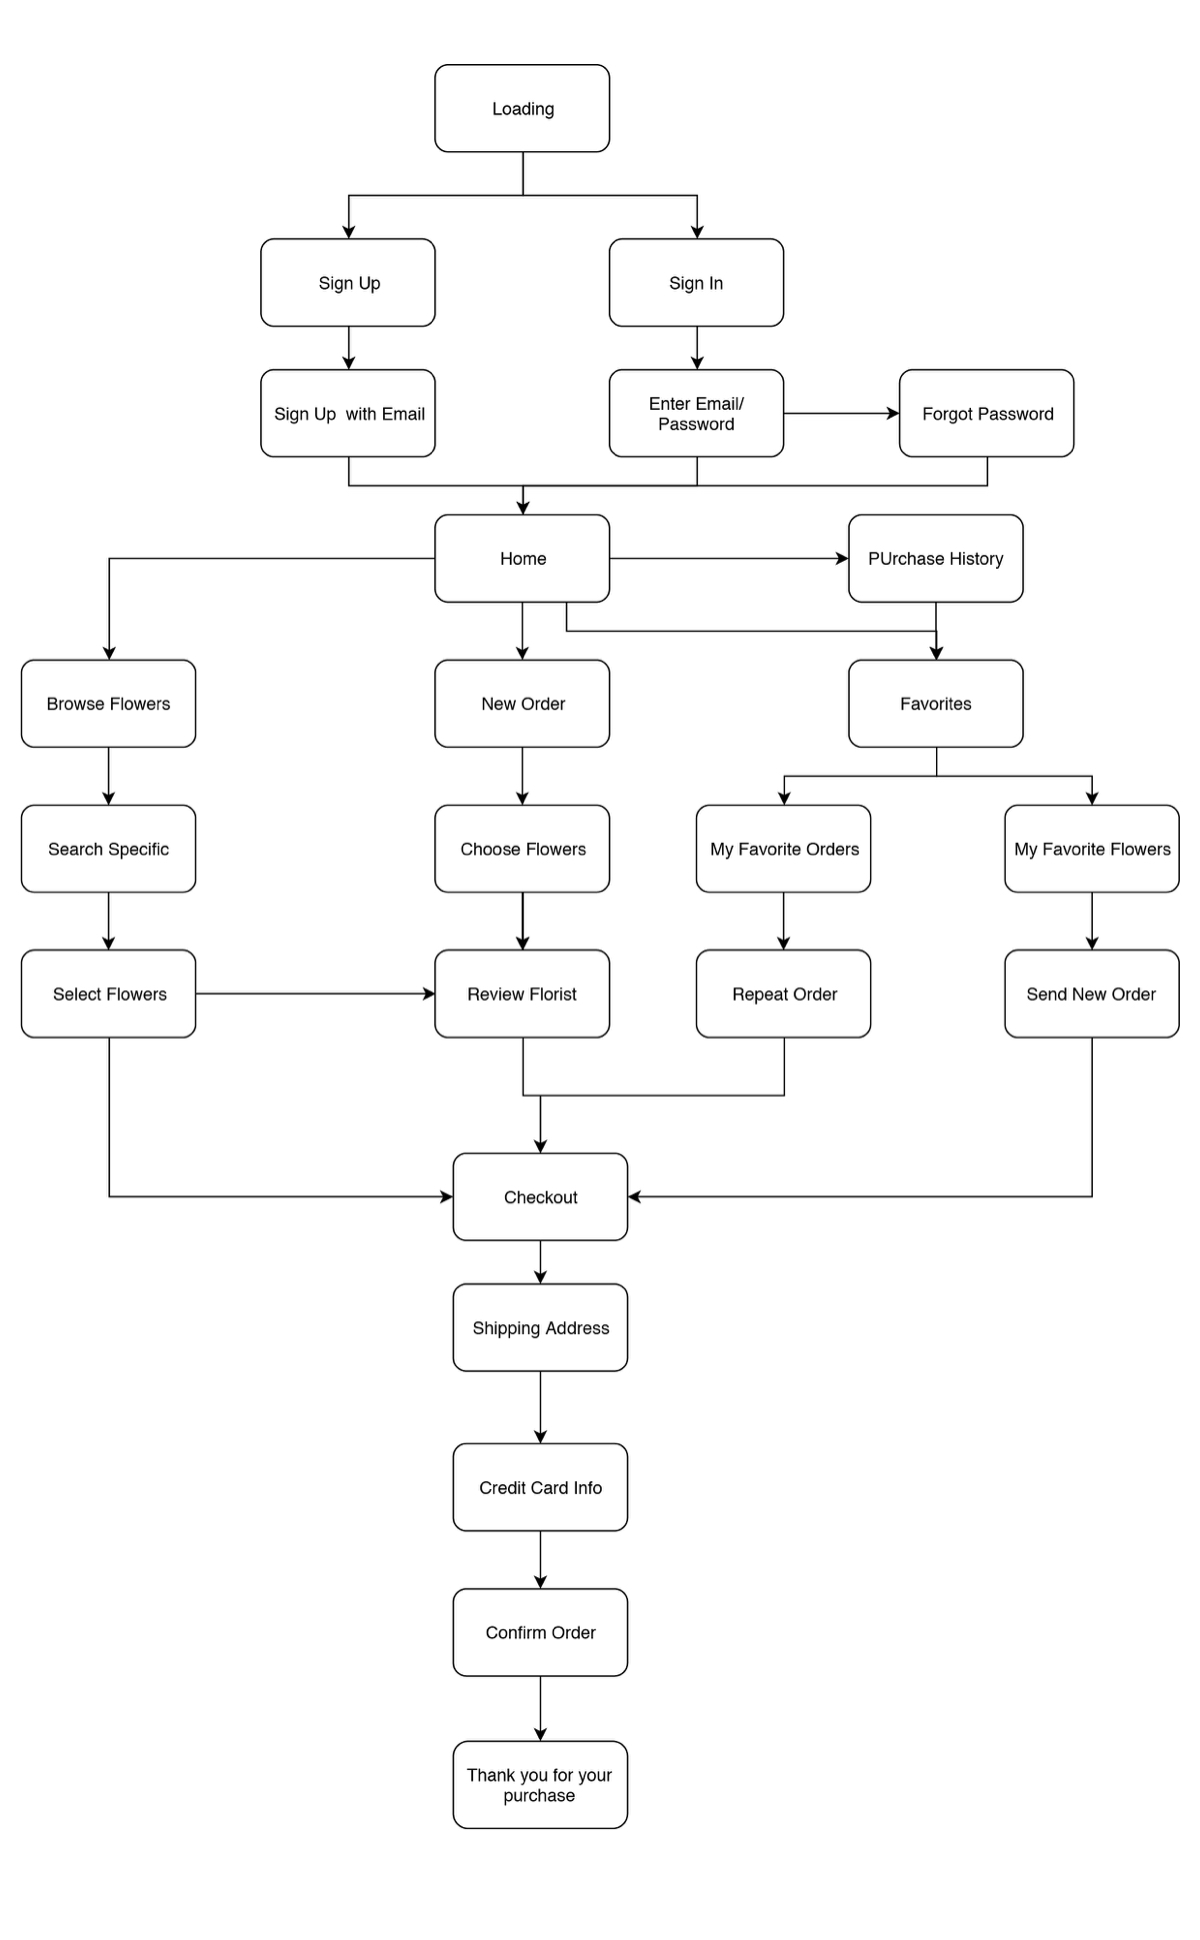 Loading
Sign Up
Sign In
Sign Up  with Email
Enter Email/
Password
Forgot Password
Home
PUrchase History
Browse Flowers
New Order
Favorites
Search Specific
Choose Flowers
My Favorite Orders
My Favorite Flowers
Select Flowers
Review Florist
Repeat Order
Send New Order
Checkout
Shipping Address
Credit Card Info
Confirm Order
Thank you for your
purchase